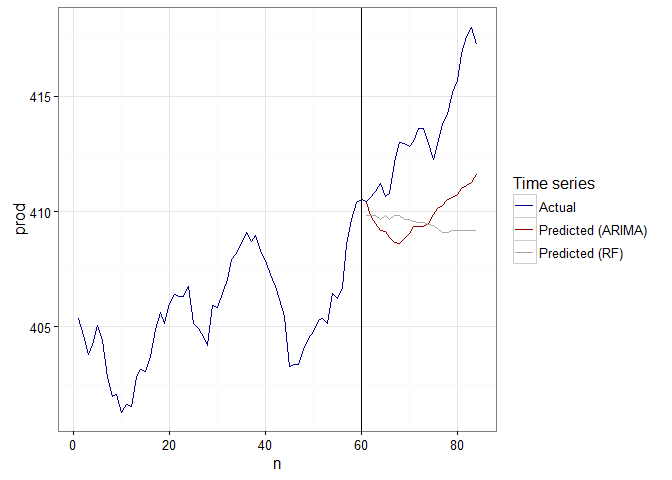 prod
415
410
405
0
20
40
60
80
n
Time series
Actual
Predicted (ARIMA)
Predicted (RF)